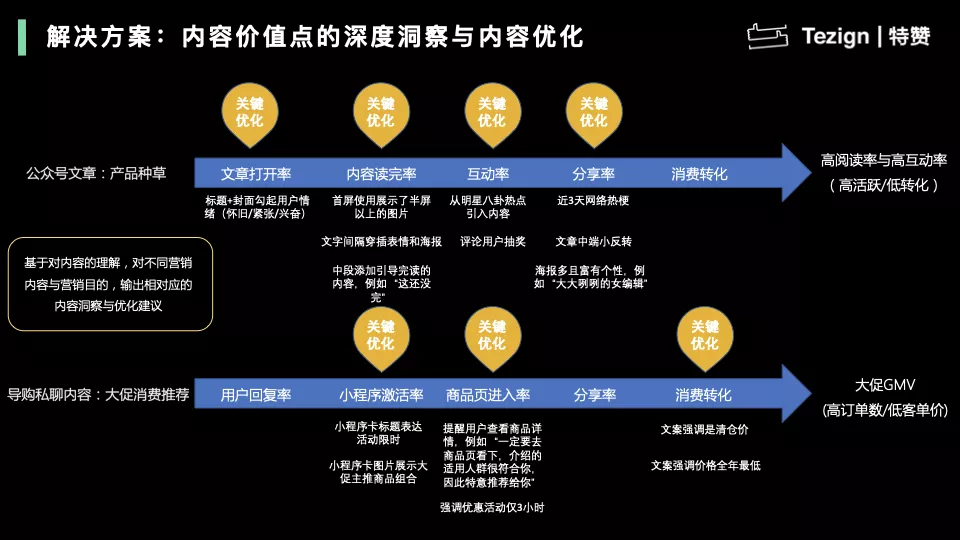 解决方案：内容价值点的深度洞察与内容优化
Tezign | 特赞
关键
优化
关键
优化
关键
优化
关键
优化
公众号文章：产品种草
文章打开率
内容读完率
互动率
分享率
消费转化
高阅读率与高互动率
（高活跃/低转化）
标题+封面勾起用户情
绪（怀旧/紧张/兴奋）
首屏使用展示了半屏
以上的图片
文字间隔穿插表情和海报
中段添加引导完读的
内容，例如“这还没
完”
从明星八卦热点
引入内容
评论用户抽奖
近3天网络热梗
文章中端小反转
海报多且富有个性，例
如“大大咧咧的女编辑”
基于对内容的理解，对不同营销
内容与营销目的，输出相对应的
内容洞察与优化建议
关键
优化
关键
优化
关键
优化
导购私聊内容：大促消费推荐
用户回复率
小程序激活率
商品页进入率
分享率
消费转化
大促GMV
(高订单数/低客单价)
小程序卡标题表达
活动限时
小程序卡图片展示大
促主推商品组合
提醒用户查看商品详
情，例如“一定要去
商品页看下，介绍的
适用人群很符合你，
因此特意推荐给你”
强调优惠活动仅3小时
文案强调是清仓价
文案强调价格全年最低